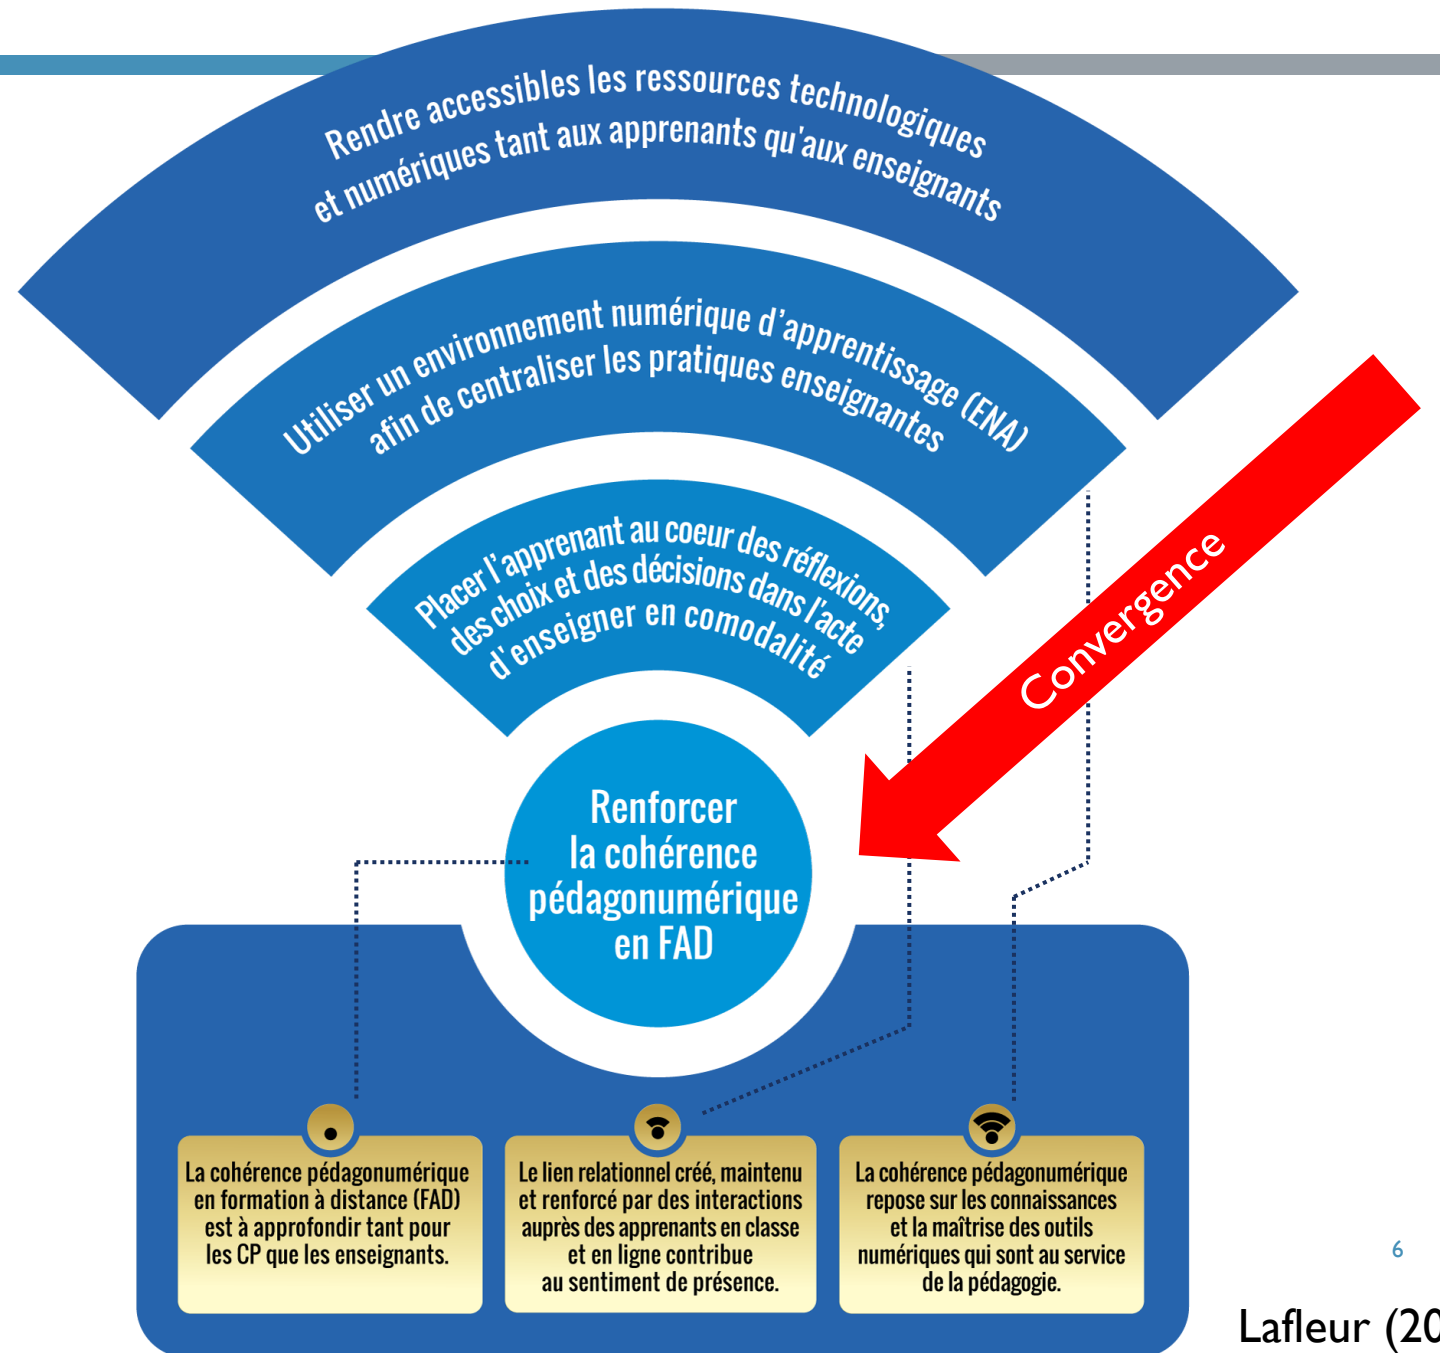 Rendre accessibles les ressources technologiques
et numériques tant aux apprenants qu'aux enseignants
Utiliser un environnement numérique d'apprentissage (ENA)
afin de centraliser les pratiques enseignantes
Placer l'apprenant au coeur des réflexions,
des choix et des décisions dans l'acte
d'enseigner en comodalité
Convergence
Renforcer
la cohérence
pédagonumérique
en FAD
La cohérence pédagonumérique
en formation à distance (FAD)
est à approfondir tant pour
les CP que les enseignants.
Le lien relationnel créé, maintenu
et renforcé par des interactions
auprès des apprenants en classe
et en ligne contribue
au sentiment de présence.
La cohérence pédagonumérique
repose sur les connaissances
et la maîtrise des outils
numériques qui sont au service
de la pédagogie.
6
Lafleur (20